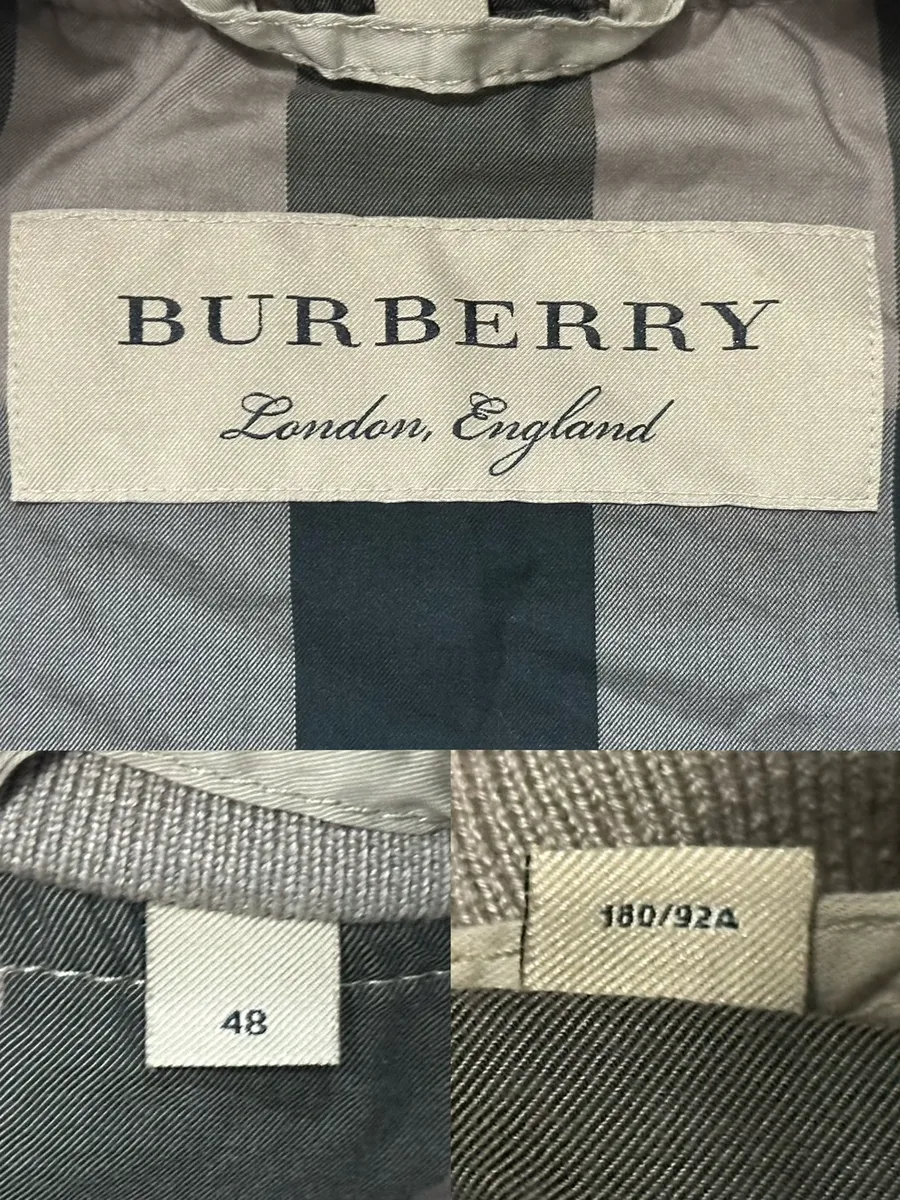 BURBERRY
London, England
48
180/92A